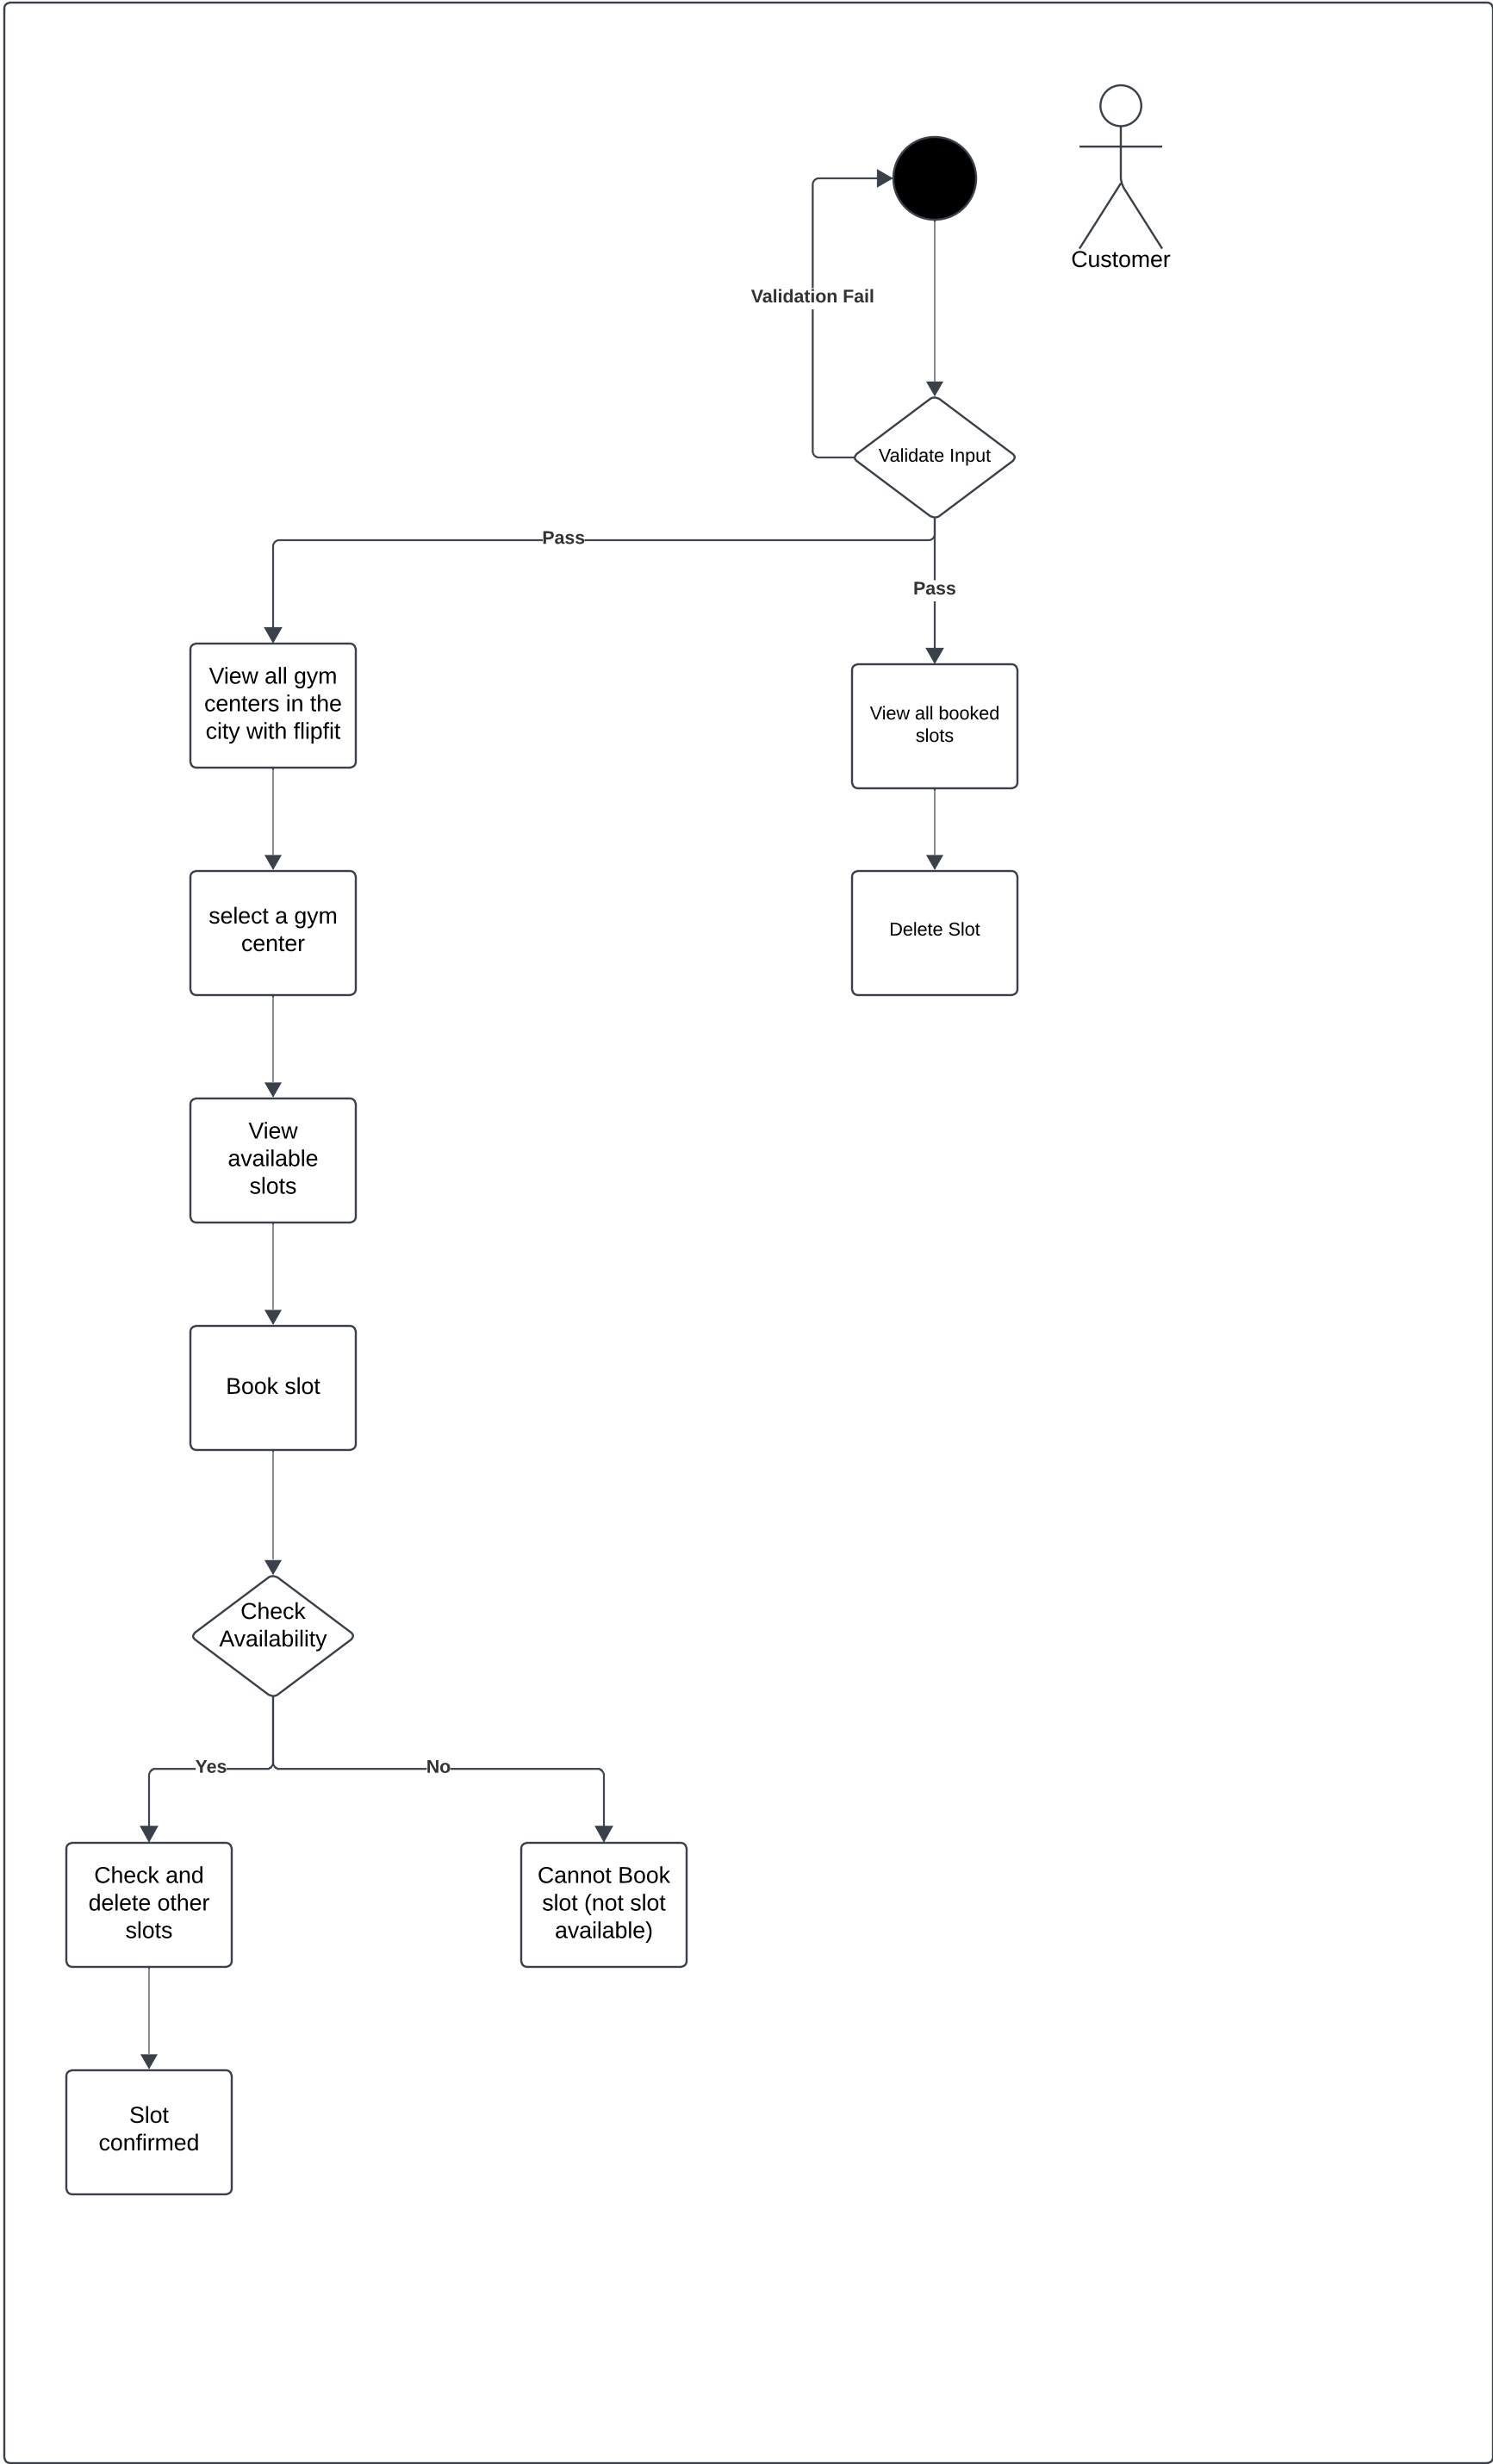 Customer
Validation Fail
Validate Input
Pass
Pass
View all gym
centers in the
city with flipfit
View all booked
slots
select a gym
center
Delete Slot
View
available
slots
Book slot
Check
Availability
Yes
No
Check and
delete other
slots
Cannot Book
slot (not slot
available)
Slot
confirmed